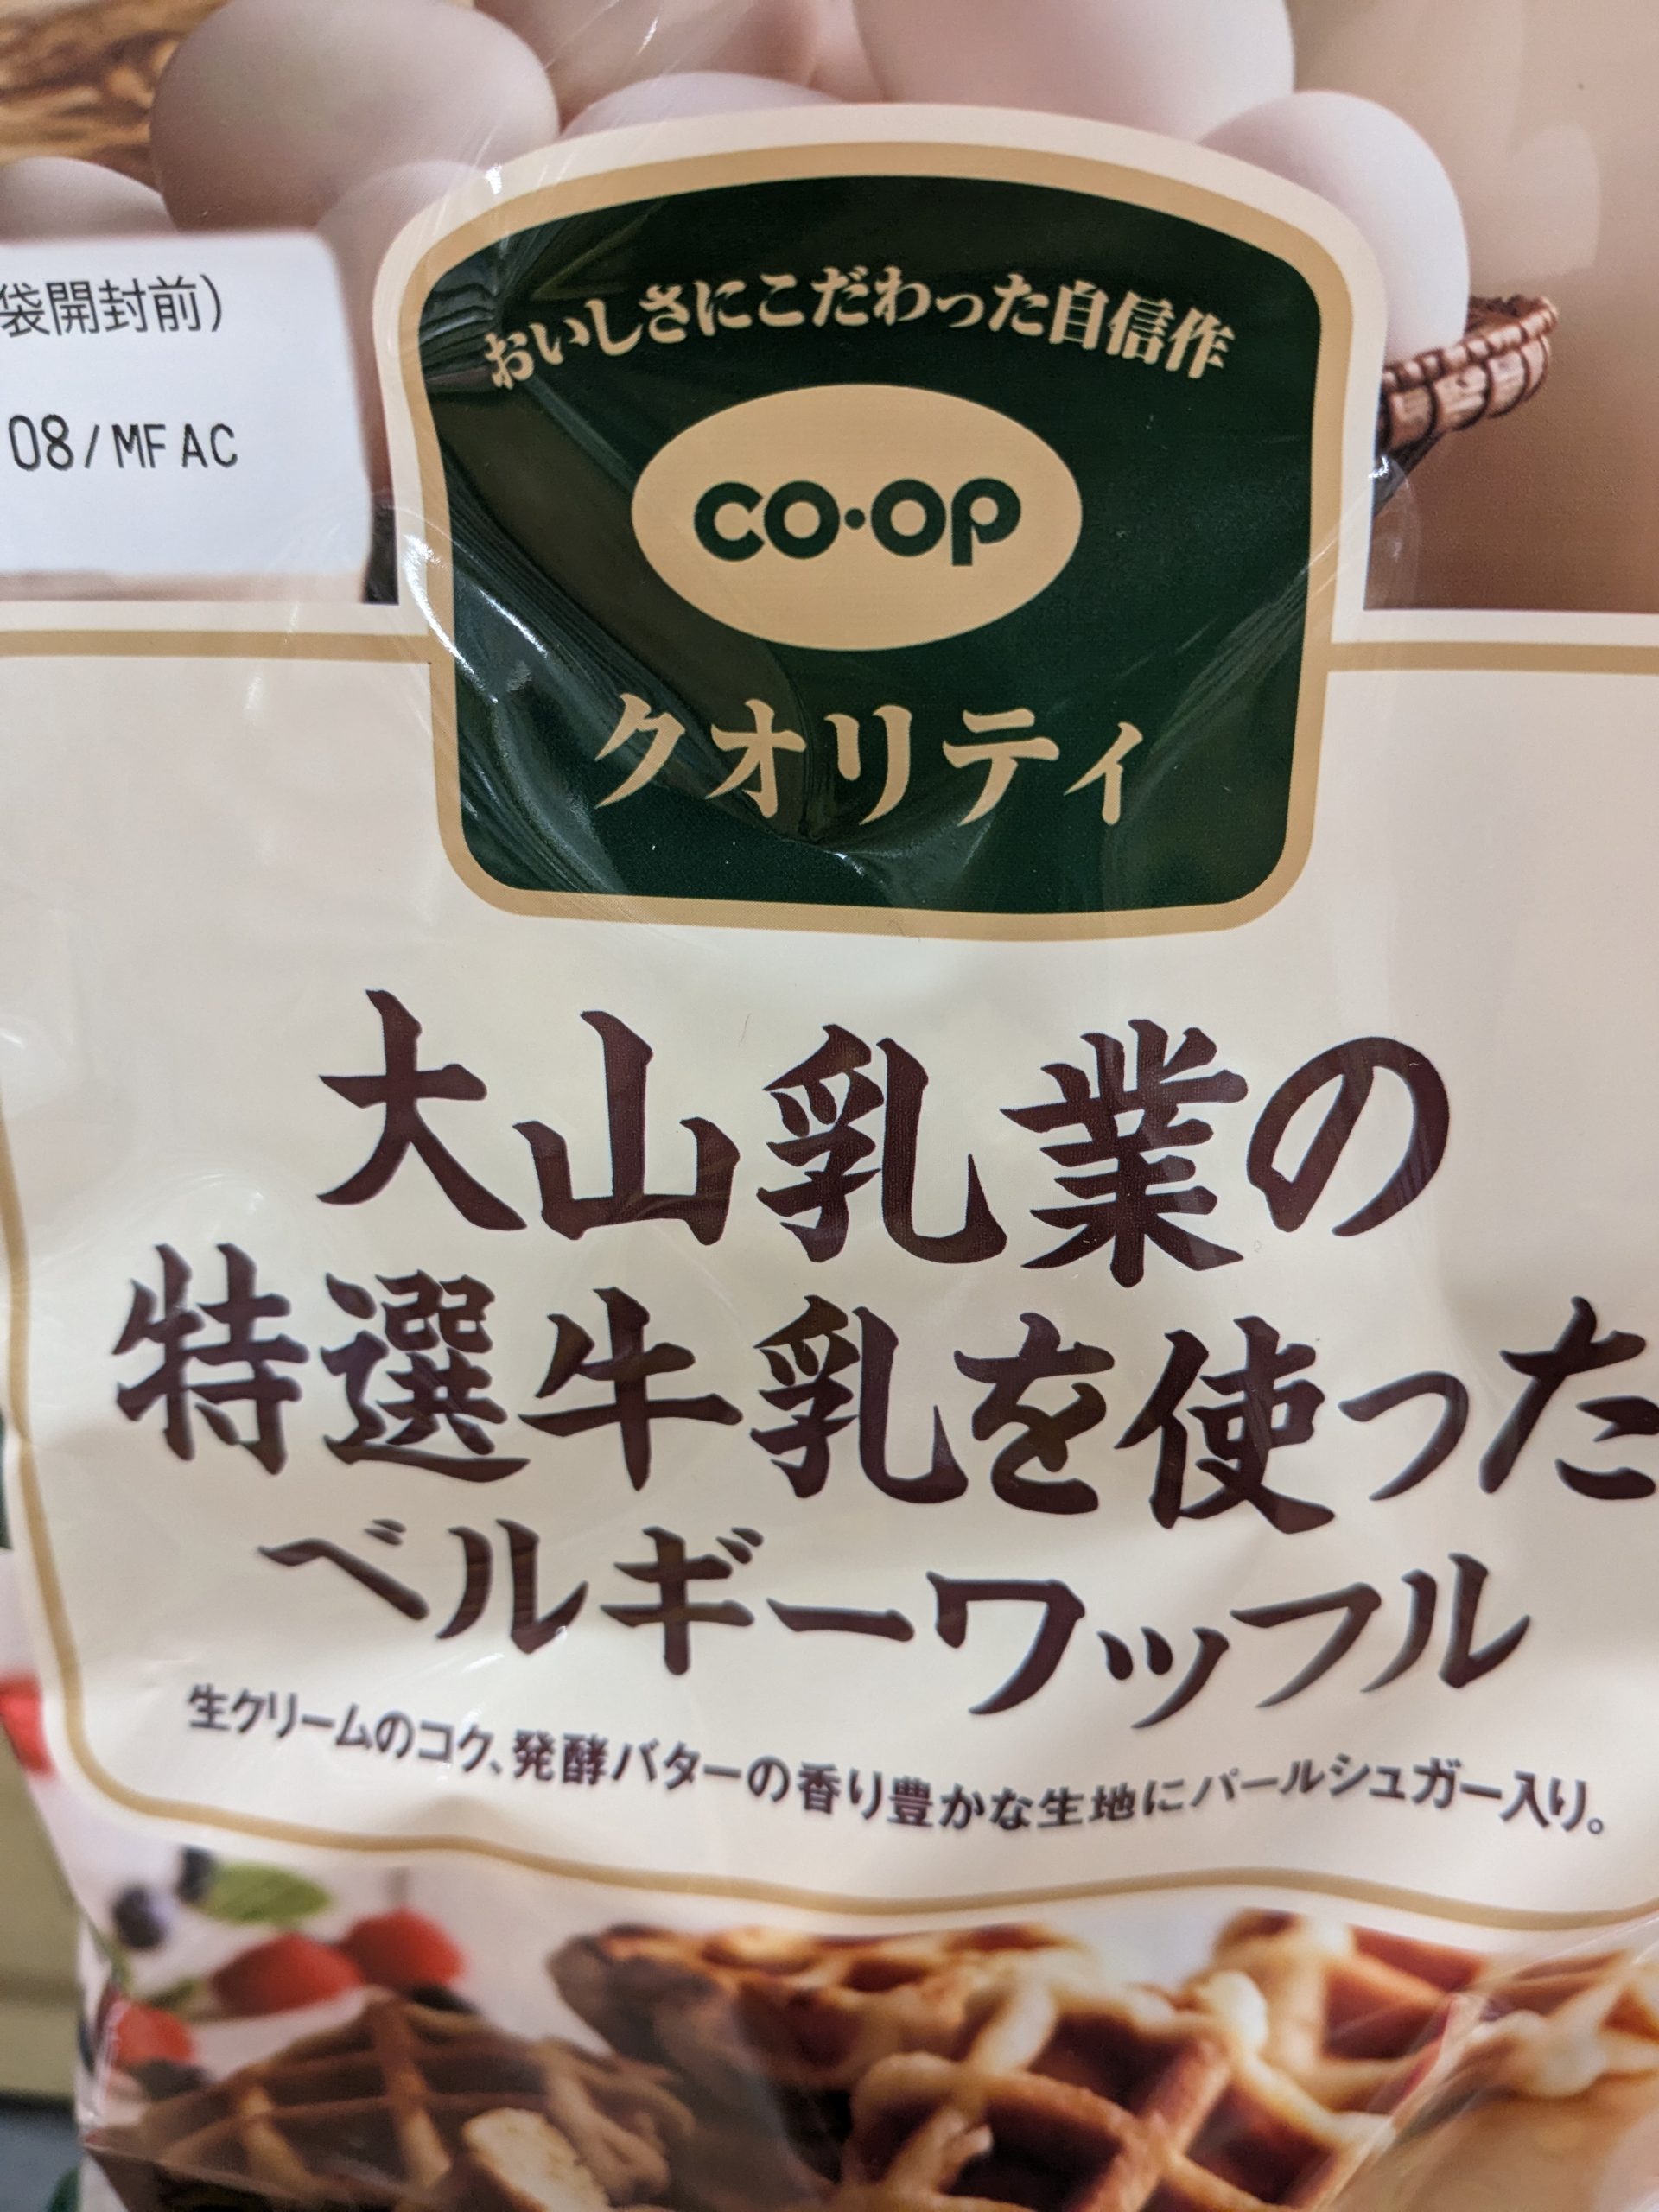 袋開封前)
08/MFAC
おいしさにこだわった自信作
CO・OP
クオリティ
大山乳業の
特選牛乳を使った
ベルギーワッフル
生クリームのコク、発酵バターの香り豊かな生地にパールシュガー入り。